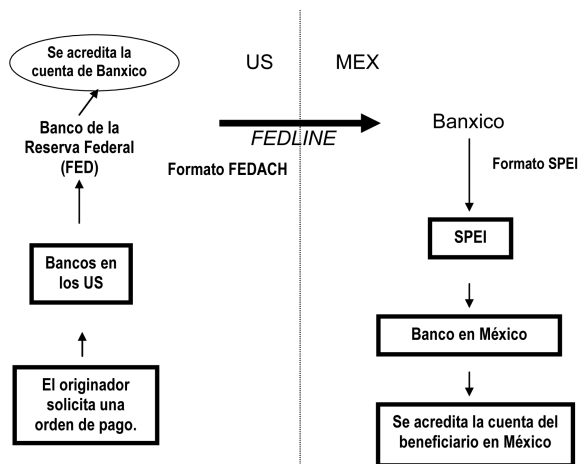 Se acredita la
cuenta de Banxico
US
MEX
Banco de la
Reserva Federal
(FED)
FEDLINE
Formato FEDACH
Banxico
Formato SPEI
SPEI
Bancos en
los US
Banco en México
El originador
solicita una
orden de pago.
Se acredita la cuenta del
beneficiario en México